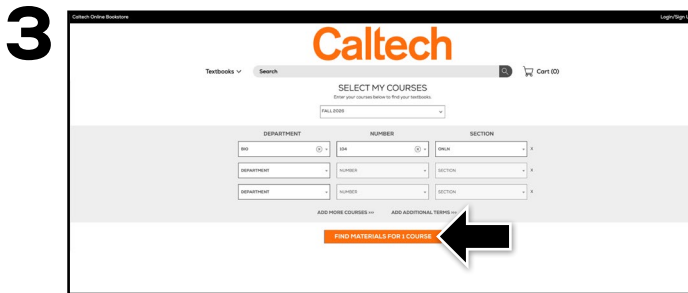 3
Caltech Online Bookstore
Login/Sign U
Caltech
Textbooks
Search
Cart (0)
SELECT MY COURSES
Enter your courses below to find your textbooks.
FALL 2020
DEPARTMENT NUMBER SECTION
BIO 154 ONLN X
DEPARTMENT NUMBER SECTION X
DEPARTMENT NUMBER SECTION X
ADD MORE COURSES ADD ADDITIONAL TERMS
FIND MATERIALS FOR 1 COURSE